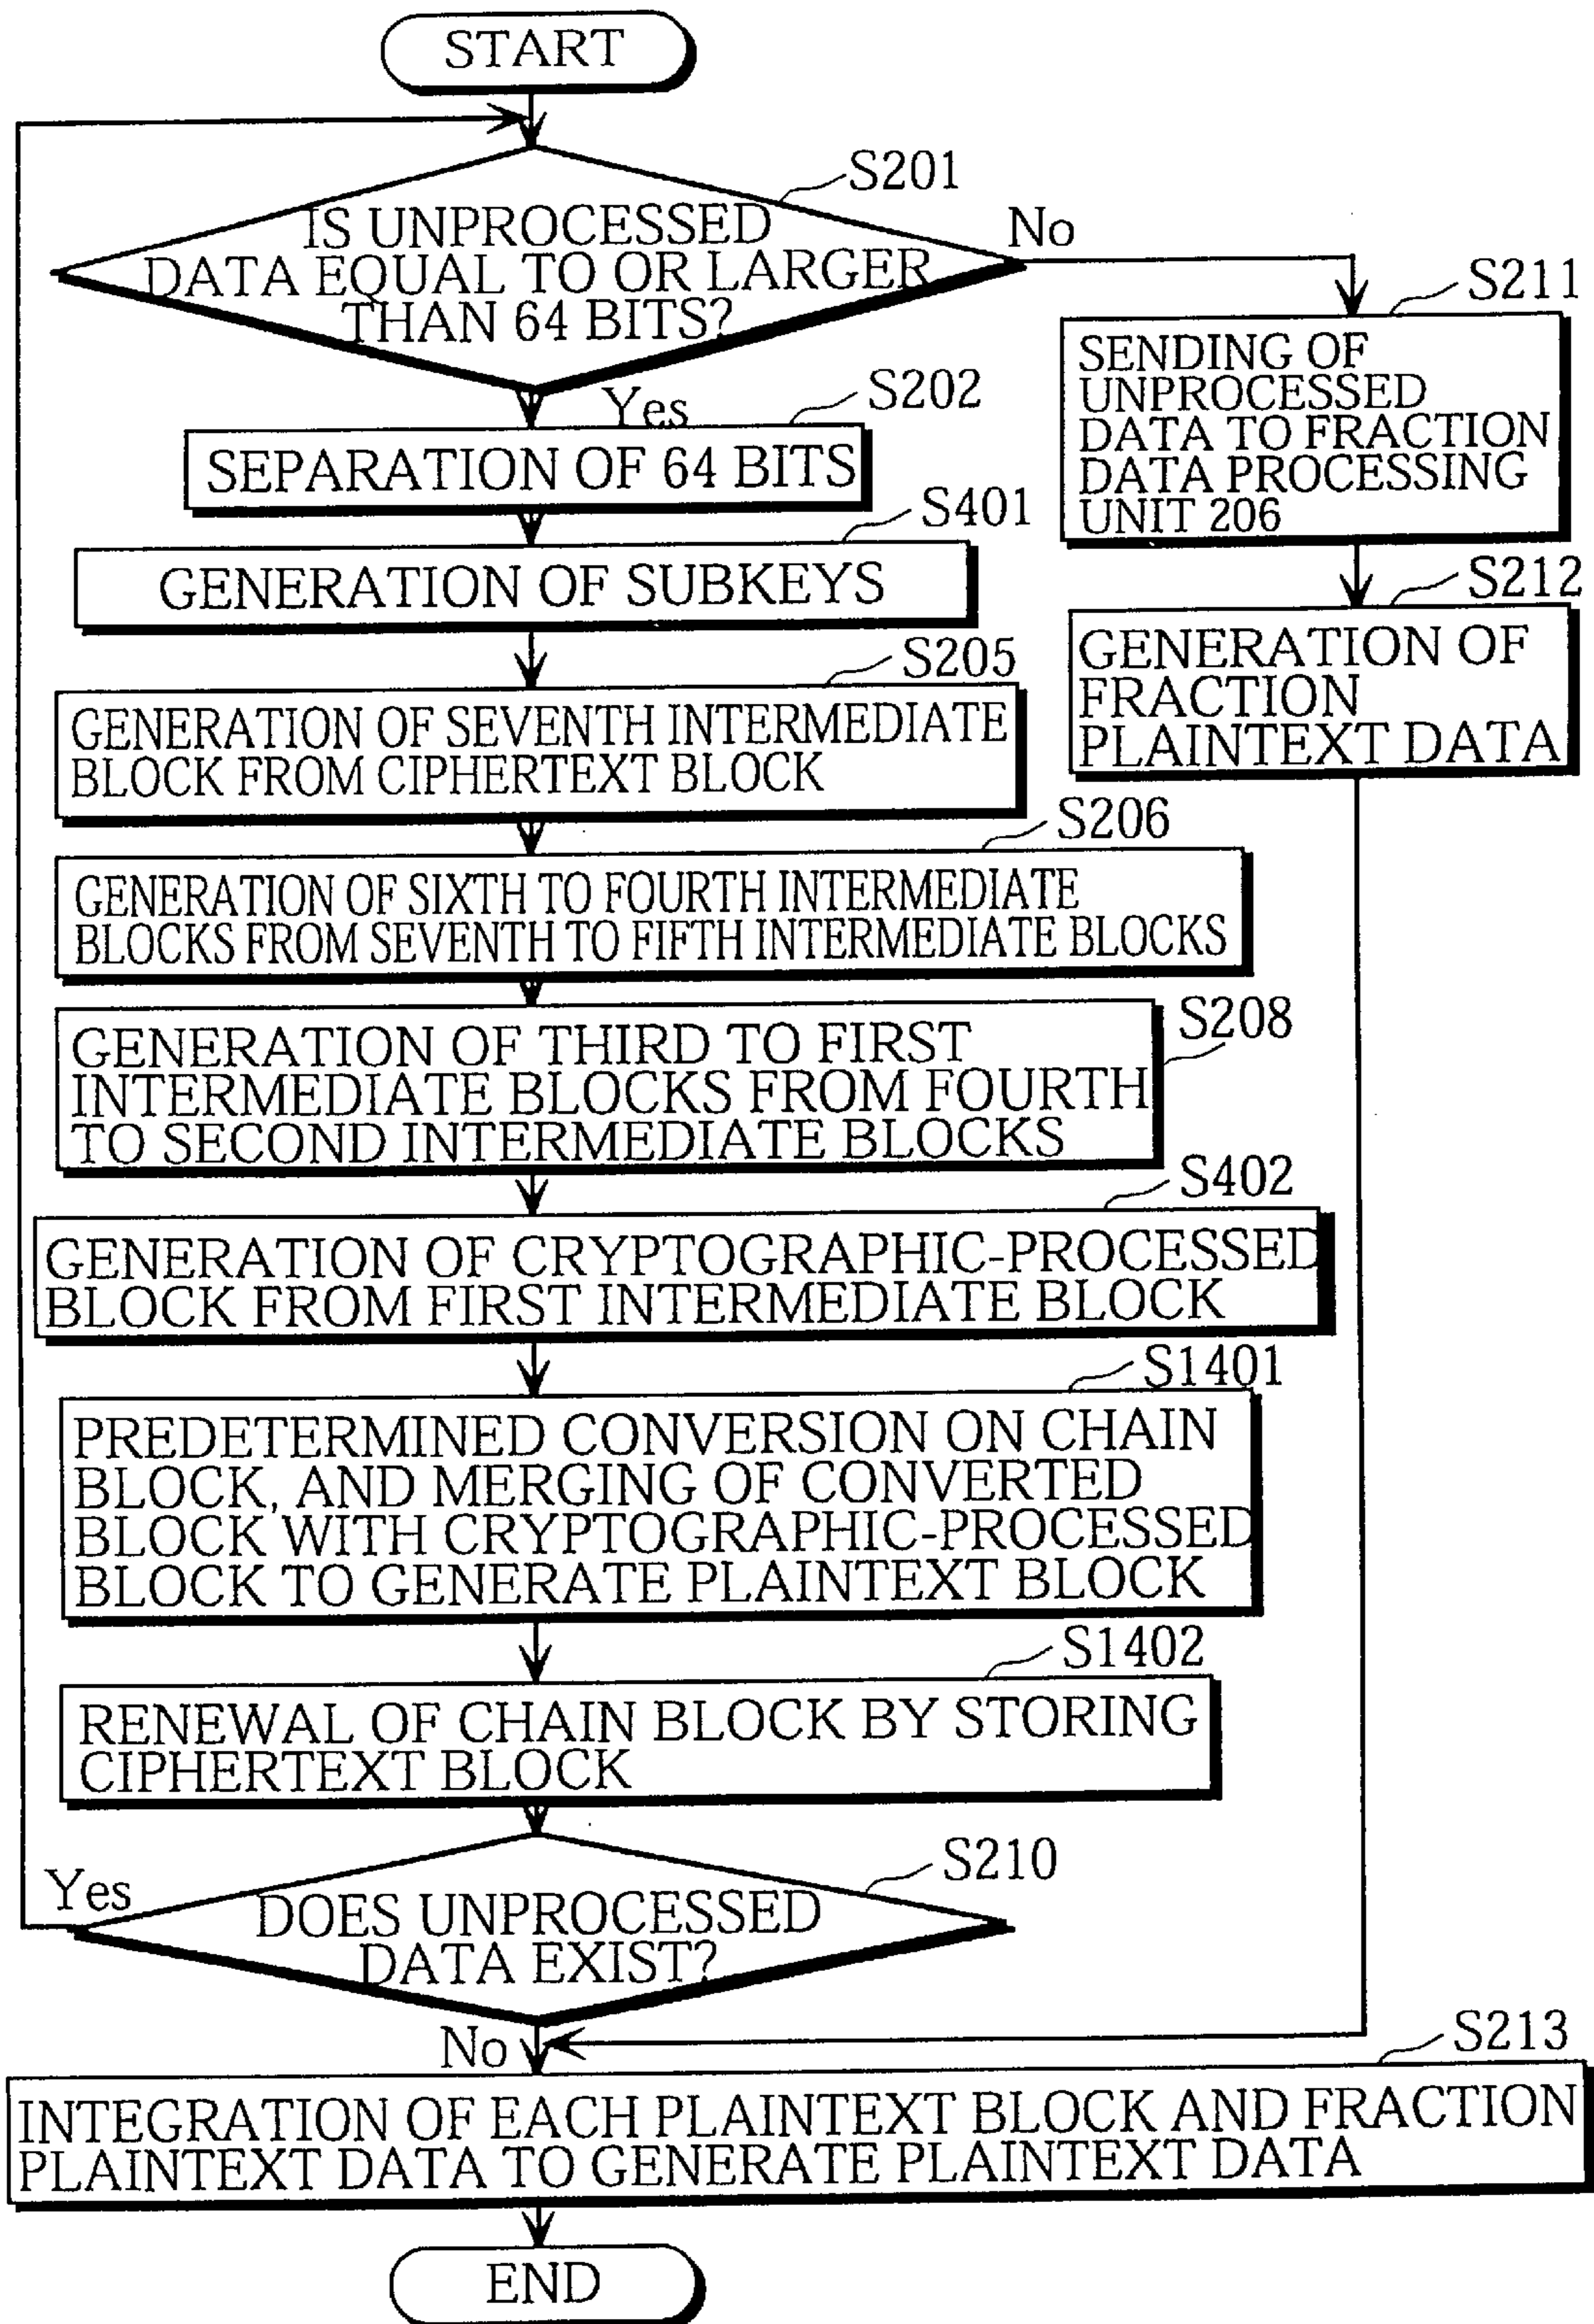 START
S201
IS UNPROCESSED
DATA EQUAL TO OR LARGER
THAN 64 BITS?
No
Yes
S202
SEPARATION OF 64 BITS
S401
GENERATION OF SUBKEYS
S205
GENERATION OF SEVENTH INTERMEDIATE
BLOCK FROM CIPHERTEXT BLOCK
S206
GENERATION OF SIXTH TO FOURTH INTERMEDIATE
BLOCKS FROM SEVENTH TO FIFTH INTERMEDIATE BLOCKS
S208
GENERATION OF THIRD TO FIRST
INTERMEDIATE BLOCKS FROM FOURTH
TO SECOND INTERMEDIATE BLOCKS
S402
GENERATION OF CRYPTOGRAPHIC-PROCESSED
BLOCK FROM FIRST INTERMEDIATE BLOCK
S1401
PREDETERMINED CONVERSION ON CHAIN
BLOCK, AND MERGING OF CONVERTED
BLOCK WITH CRYPTOGRAPHIC-PROCESSED
BLOCK TO GENERATE PLAINTEXT BLOCK
S1402
RENEWAL OF CHAIN BLOCK BY STORING
CIPHERTEXT BLOCK
S210
Yes
DOES UNPROCESSED
DATA EXIST?
No
S211
SENDING OF
UNPROCESSED
DATA TO FRACTION
DATA PROCESSING
UNIT 206
S212
GENERATION OF
FRACTION
PLAINTEXT DATA
S213
INTEGRATION OF EACH PLAINTEXT BLOCK AND FRACTION
PLAINTEXT DATA TO GENERATE PLAINTEXT DATA
END